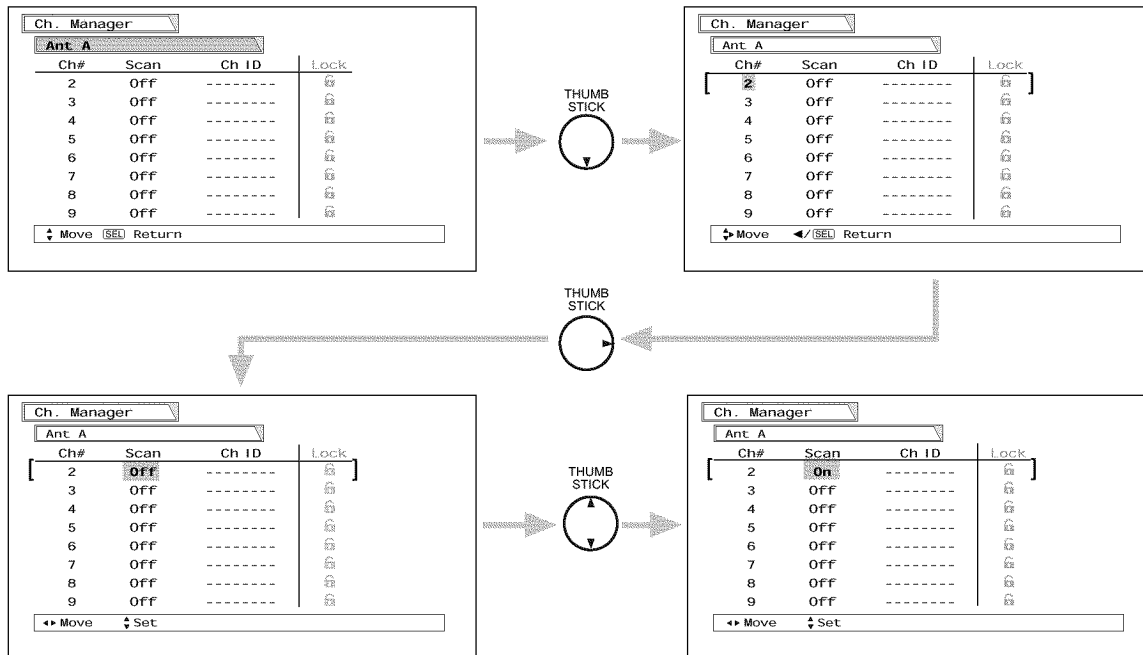 Ch. Manager
Ant A
Ch# Scan Ch ID Lock
2 Off --------
3 Off --------
4 Off --------
5 Off --------
6 Off --------
7 Off --------
8 Off --------
9 Off --------
Move SEL Return
THUMB
STICK
Ch. Manager
Ant A
Ch# Scan Ch ID Lock
[ 2 Off -------- ]
3 Off --------
4 Off --------
5 Off --------
6 Off --------
7 Off --------
8 Off --------
9 Off --------
Move ◀/SEL Return
THUMB
STICK
Ch. Manager
Ant A
Ch# Scan Ch ID Lock
[ 2 Off -------- ]
3 Off --------
4 Off --------
5 Off --------
6 Off --------
7 Off --------
8 Off --------
9 Off --------
Move Set
THUMB
STICK
Ch. Manager
Ant A
Ch# Scan Ch ID Lock
[ 2 On -------- ]
3 Off --------
4 Off --------
5 Off --------
6 Off --------
7 Off --------
8 Off --------
9 Off --------
Move Set